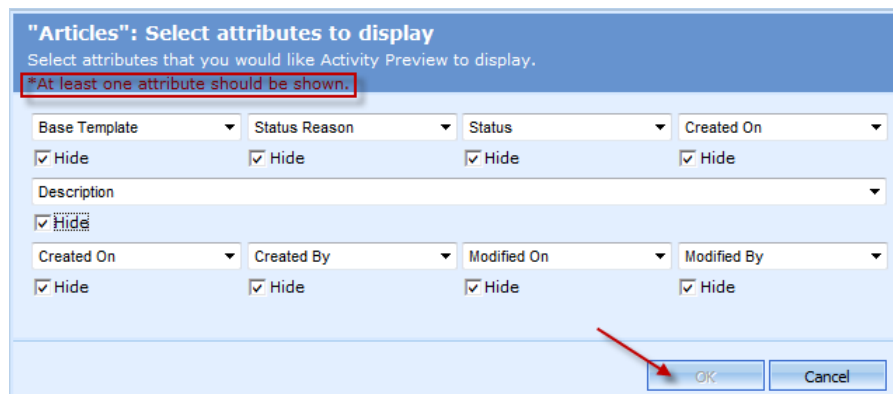 "Articles": Select attributes to display
Select attributes that you would like Activity Preview to display.
*At least one attribute should be shown.
Base Template Status Reason Status Created On
Hide Hide Hide Hide
Description
Hide
Created On Created By Modified On Modified By
Hide Hide Hide Hide
OK Cancel